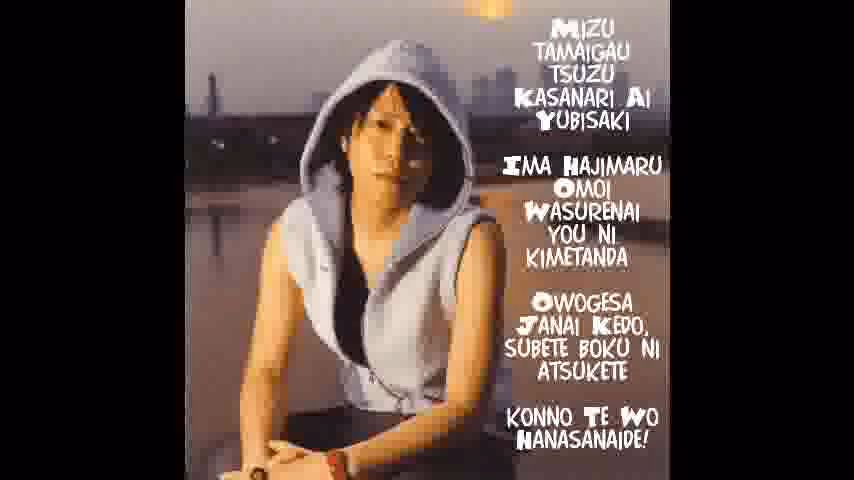 Mizu
tamaigau
tsuzu
Kasanari Ai
Yubisaki
Ima Hajimaru
Omoi
Wasurenai
you ni
kimetanda
Owogesa
Janai Kedo,
subete boku ni
atsukete
konno Te Wo
Hanasanaide!